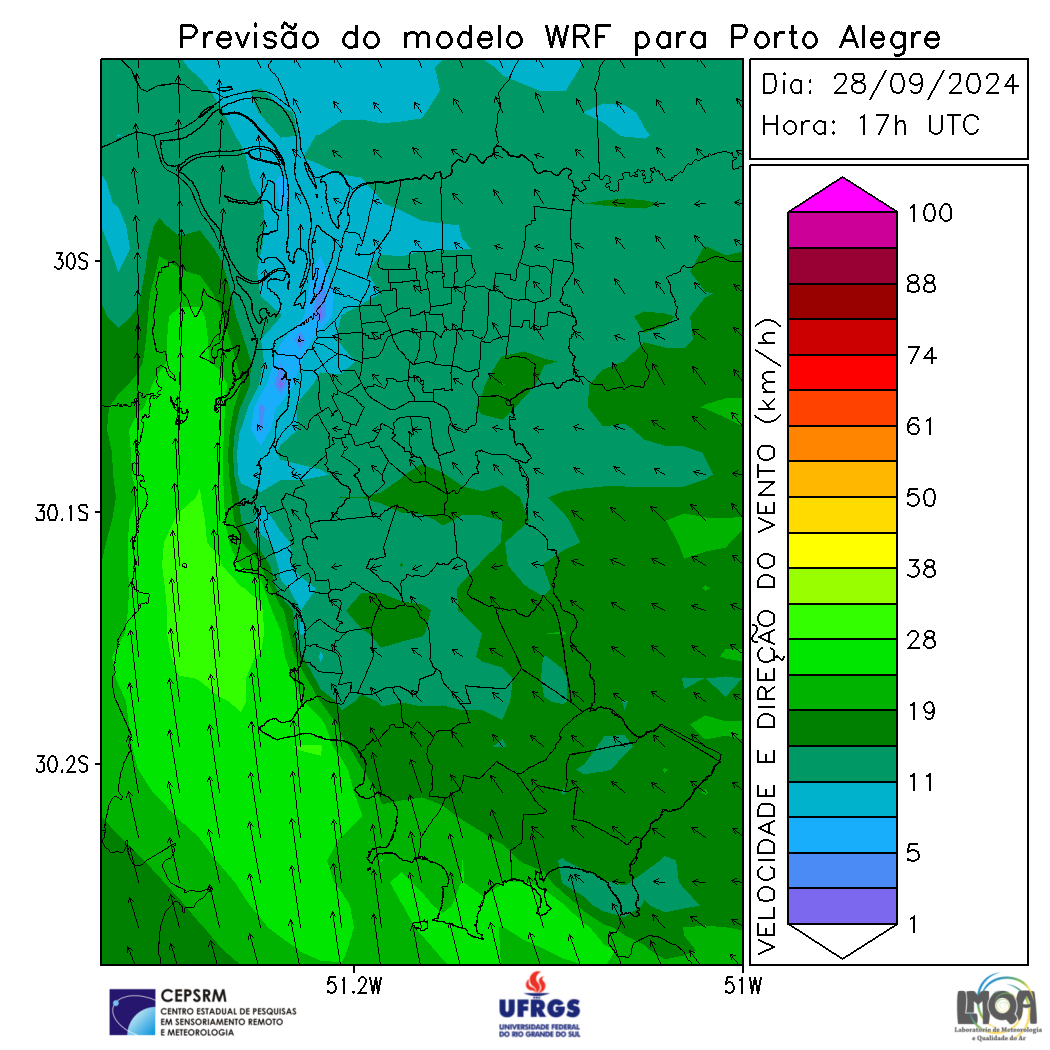 Previsão do modelo WRF para Porto Alegre
Dia: 28/09/2024
Hora: 17h UTC
30S
30.1S
30.2S
51.2W
51W
VELOCIDADE E DIREÇÃO DO VENTO (km/h)
100
88
74
61
50
38
28
19
11
5
1
CEPSRM
CENTRO ESTADUAL DE PESQUISAS
EM SENSORIAMENTO REMOTO
E METEOROLOGIA
UFRGS
UNIVERSIDADE FEDERAL
DO RIO GRANDE DO SUL
LMQA
Laboratório de Meteorologia
e Qualidade do Ar